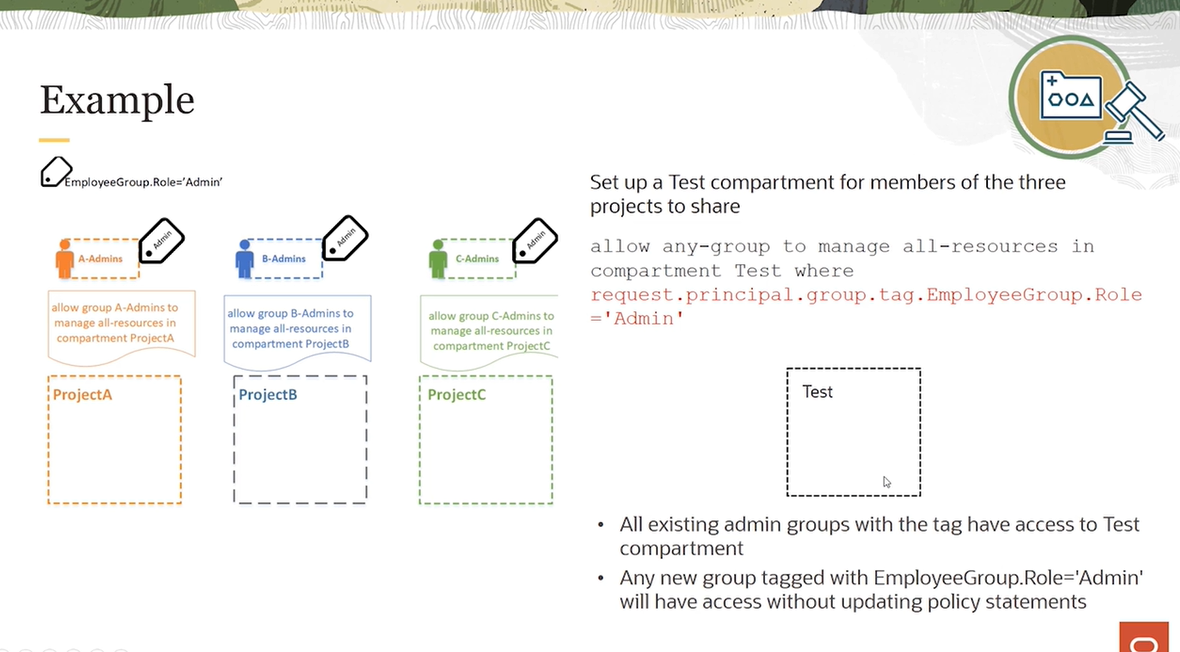 Example
EmployeeGroup.Role='Admin'
A-Admins
Admin
B-Admins
Admin
C-Admins
Admin
allow group A-Admins to
manage all-resources in
compartment ProjectA
allow group B-Admins to
manage all-resources in
compartment ProjectB
allow group C-Admins to
manage all-resources in
compartment ProjectC
ProjectA
ProjectB
ProjectC
Set up a Test compartment for members of the three
projects to share
allow any-group to manage all-resources in
compartment Test where
request.principal.group.tag.EmployeeGroup.Role
='Admin'
Test
• All existing admin groups with the tag have access to Test
compartment
• Any new group tagged with EmployeeGroup.Role='Admin'
will have access without updating policy statements